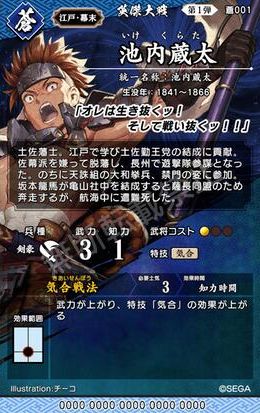 蒼
江戸・幕末
英傑大戦
第1弾
蒼001
いけ くらた
池内蔵太
統一名称:池内蔵太
生没年:1841～1866
「オレは生き抜くッ!
そして戦い抜くッ!!!」
土佐藩士。江戸で学び土佐勤王党の結成に貢献。
佐幕派を嫌って脱藩し、長州で遊撃隊参謀となっ
た。のちに天誅組の大和挙兵、禁門の変に参加。
坂本龍馬が亀山社中を結成すると薩長同盟のため
奔走するが、航海中に遭難した。
兵種
剣豪
武力
3
知力
1
武将コスト
特技
気合
きあいせんぽう
気合戦法
必要士気
3
効果時間
知力時間
効果範囲
武力が上がり、特技「気合」の効果が上が
る
Illustration:チーコ
©SEGA
0000-0000-0000-0000-0000